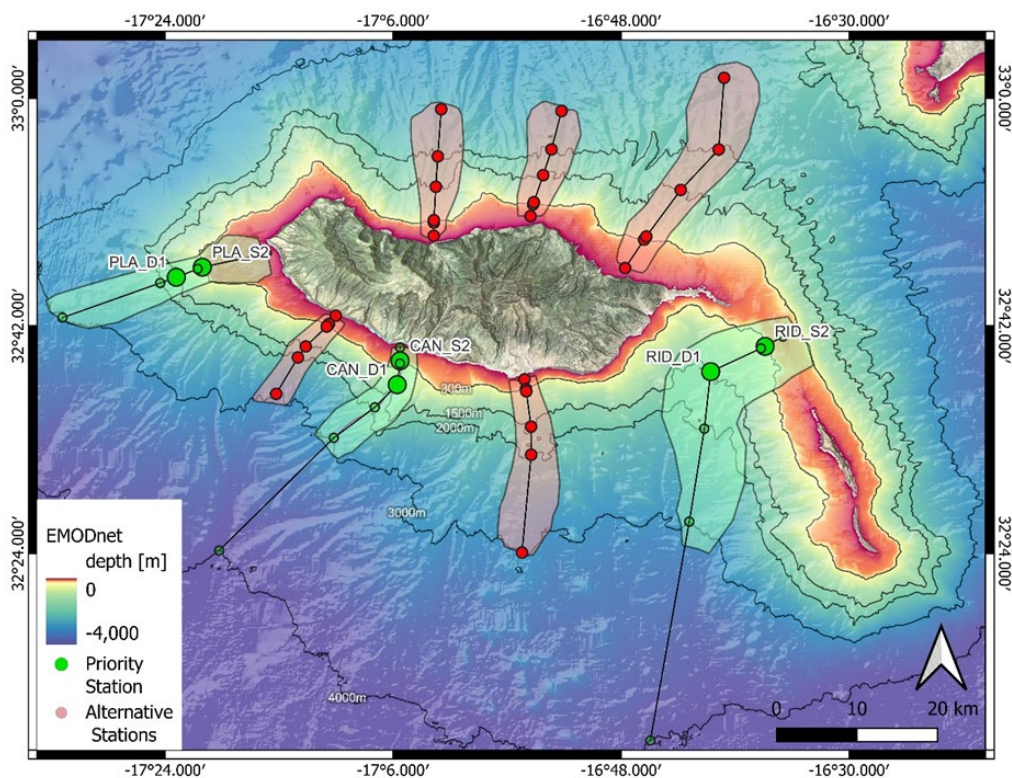 -17°24.000' -17°6.000' -16°48.000' -16°30.000'
33°0.000' 33°0.000'
PLA_D1 PLA_S2
32°42.000' 32°42.000'
CAN_S2 RID_S2
CAN_D1 RID_D1
300m
1500m
2000m
3000m
32°24.000' 32°24.000'
EMODnet
depth [m]
0
-4,000
Priority
Station
Alternative
Stations
4000m
0 10 20 km
-17°24.000' -17°6.000' -16°48.000' -16°30.000'